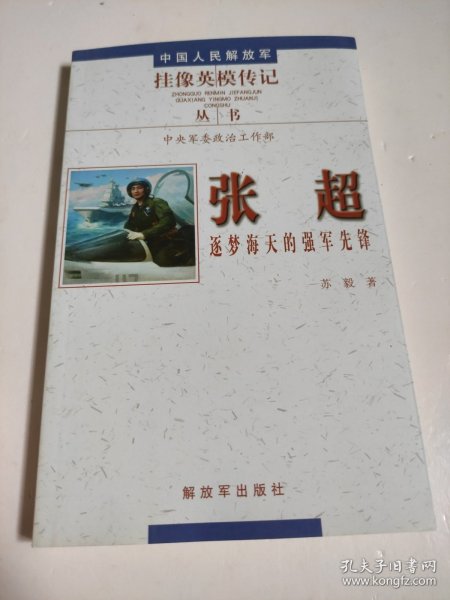 中国人民解放军
挂像英模传记
ZHONGGUO RENMIN JIEFANGJUN
GUAXIANG YINGMO ZHUANJI
CONGSHU
丛书
中央军委政治工作部
张 超
逐梦海天的强军先锋
苏毅 著
117
解放军出版社
孔夫子旧书网
www.kongfz.com